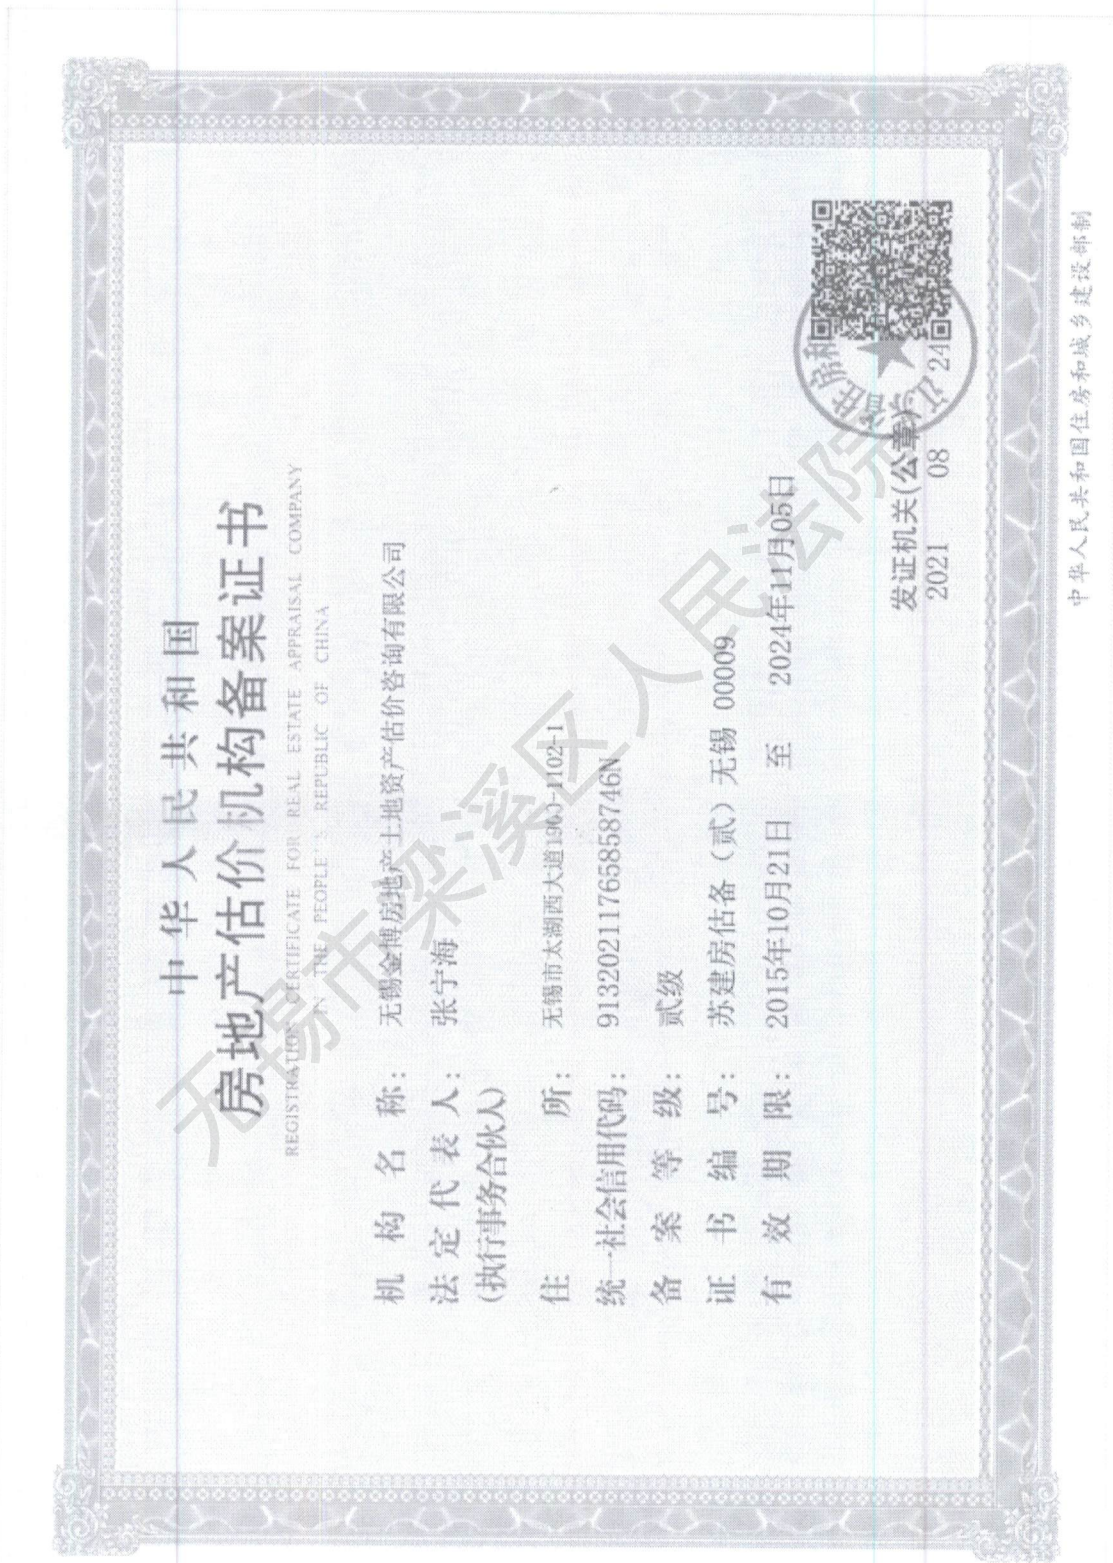 中华人民共和国
房地产估价机构备案证书
REGISTRATION CERTIFICATE FOR REAL ESTATE APPRAISAL COMPANY
IN THE PEOPLE'S REPUBLIC OF CHINA
机构名称：无锡金博房地产土地资产估价咨询有限公司
法定代表人：张宁海
(执行事务合伙人)
住所：无锡市太湖西大道1303-1102-1
统一社会信用代码：91320211765858746N
备案等级：贰级
证书编号：苏建房估备（贰）无锡 00009
有效期限：2015年10月21日 至 2024年11月05日
发证机关(公章)
2021 08 24
中华人民共和国住房和城乡建设部制
无锡市梁溪区人民法院